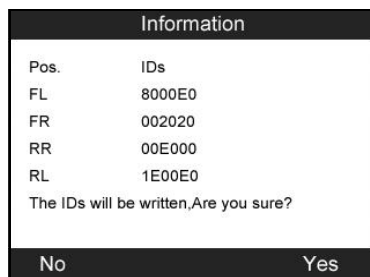 Information
Pos. IDs
FL 8000E0
FR 002020
RR 00E000
RL 1E00E0
The IDs will be written,Are you sure?
No Yes